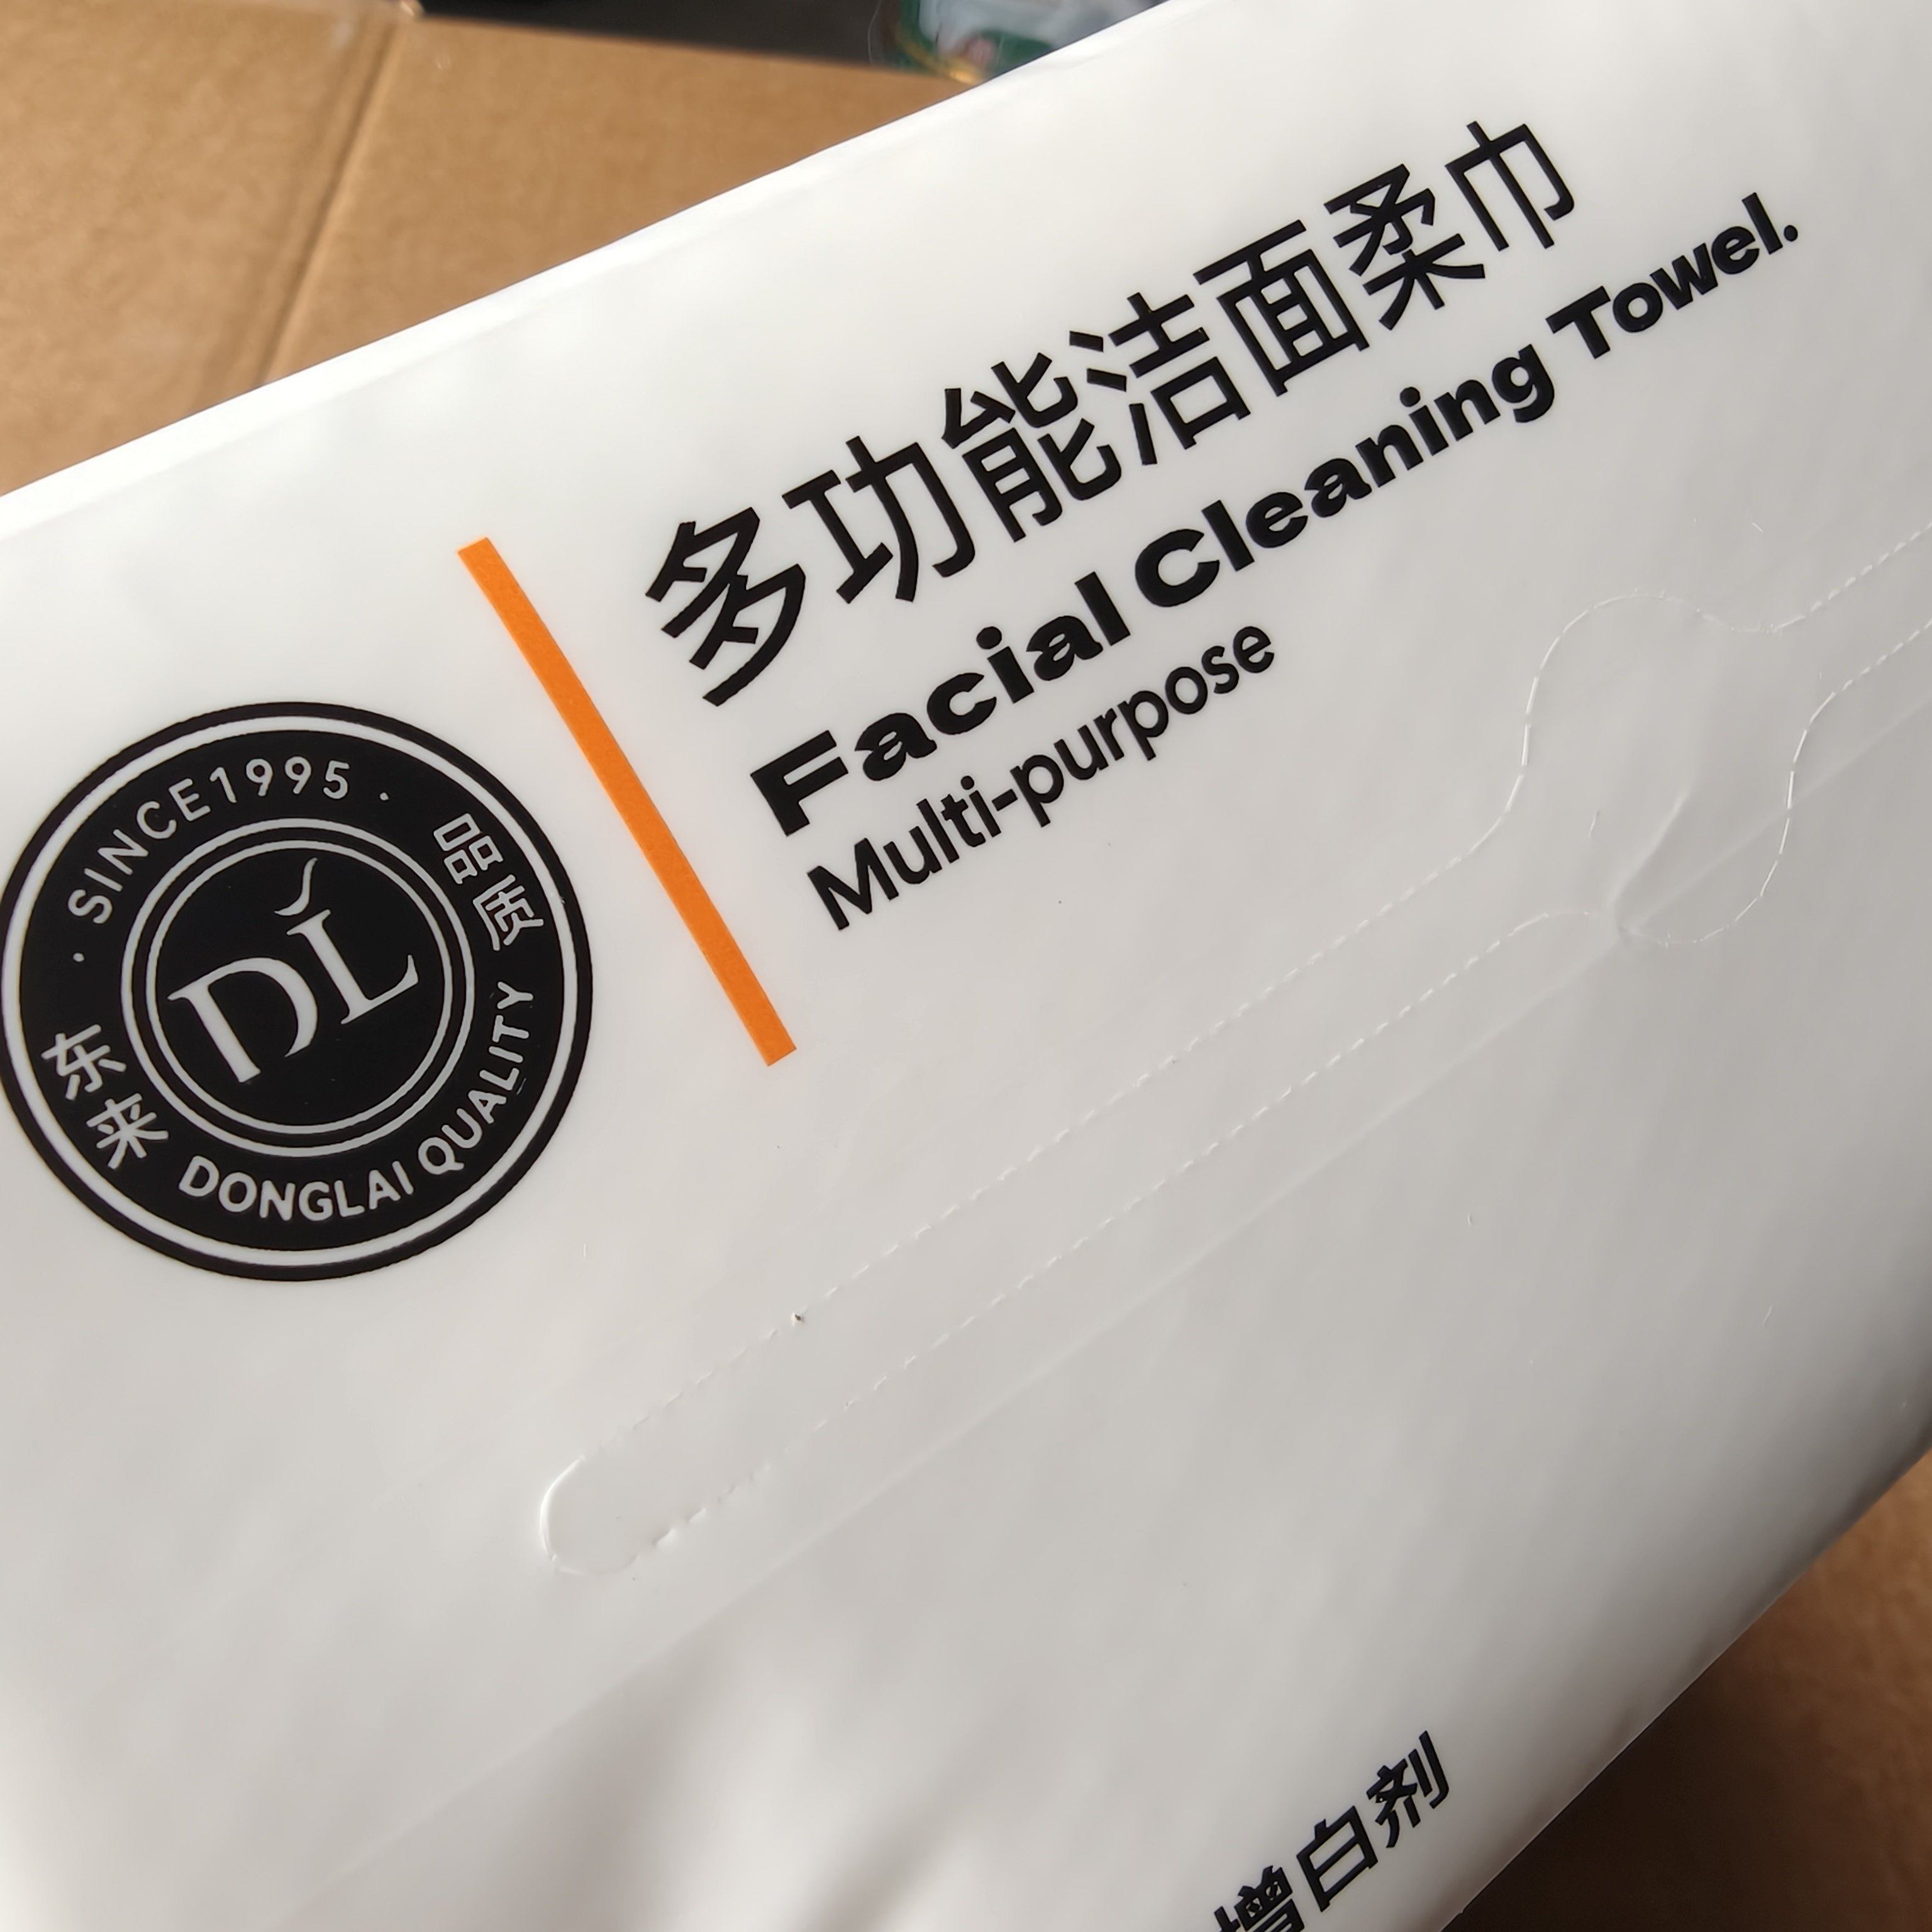 多功能洁面柔巾
Facial Cleaning Towel.
Multi-purpose
· SINCE1995 ·
东来
品质
DL
DONGLAI QUALITY
增白剂